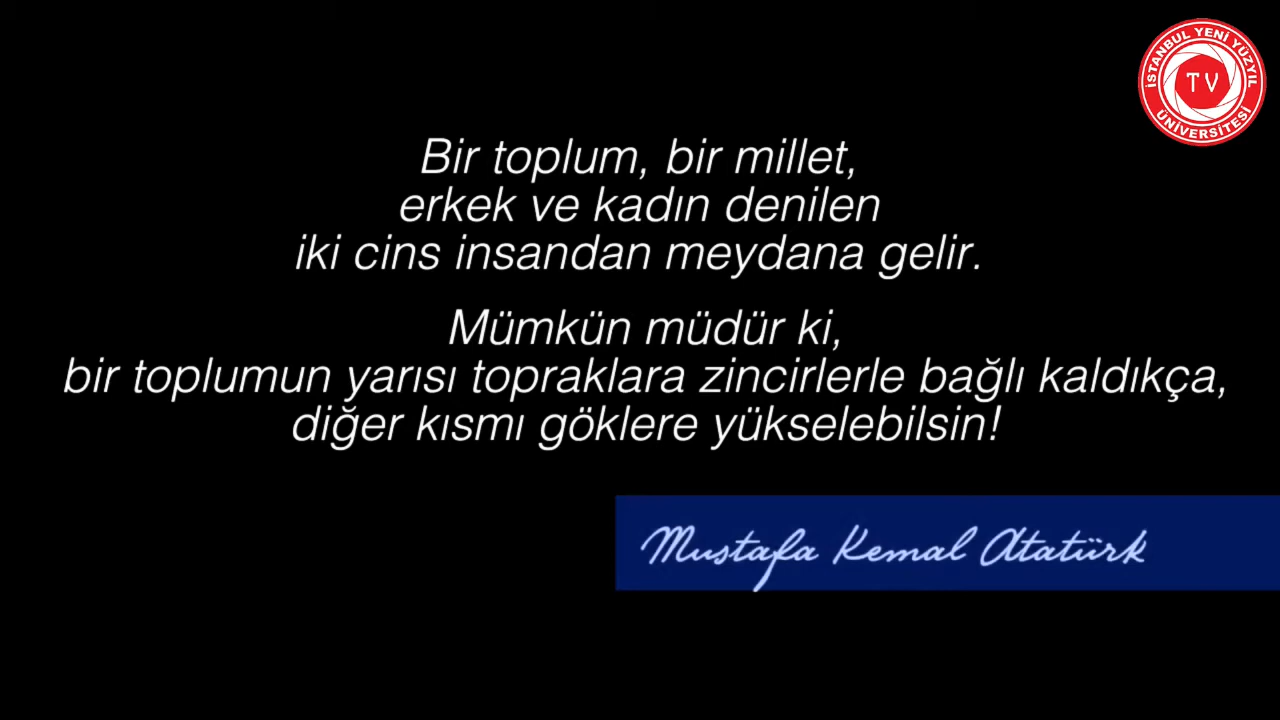 İSTANBUL YENİ YÜZYIL
TV
ÜNİVERSİTESİ
Bir toplum, bir millet,
erkek ve kadın denilen
iki cins insandan meydana gelir.
Mümkün müdür ki,
bir toplumun yarısı topraklara zincirlerle bağlı kaldıkça,
diğer kısmı göklere yükselebilsin!
Mustafa Kemal Atatürk